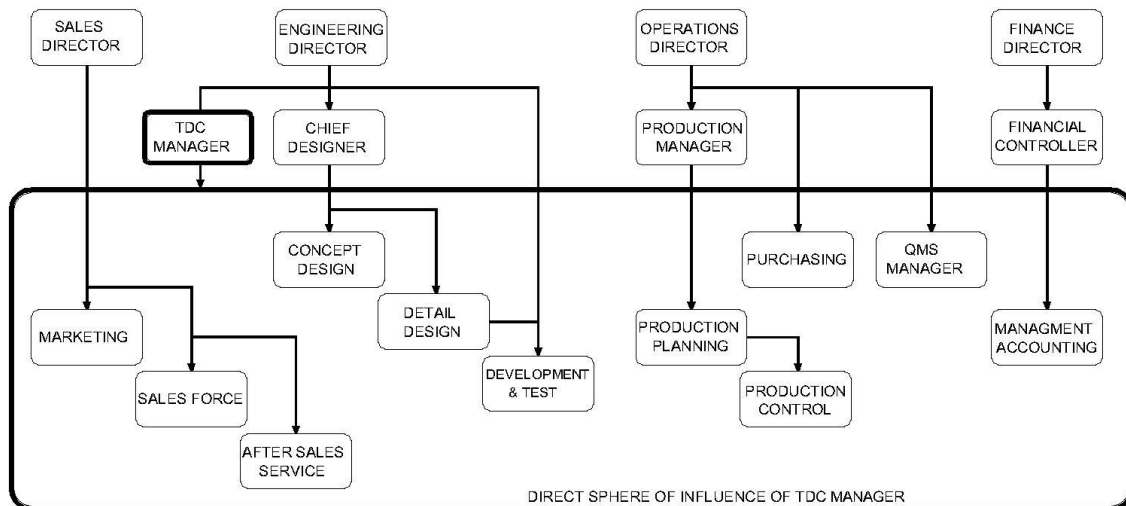 SALES
DIRECTOR
ENGINEERING
DIRECTOR
OPERATIONS
DIRECTOR
FINANCE
DIRECTOR
TDC
MANAGER
CHIEF
DESIGNER
PRODUCTION
MANAGER
FINANCIAL
CONTROLLER
CONCEPT
DESIGN
PURCHASING
QMS
MANAGER
MARKETING
DETAIL
DESIGN
PRODUCTION
PLANNING
MANAGMENT
ACCOUNTING
SALES FORCE
DEVELOPMENT
& TEST
PRODUCTION
CONTROL
AFTER SALES
SERVICE
DIRECT SPHERE OF INFLUENCE OF TDC MANAGER